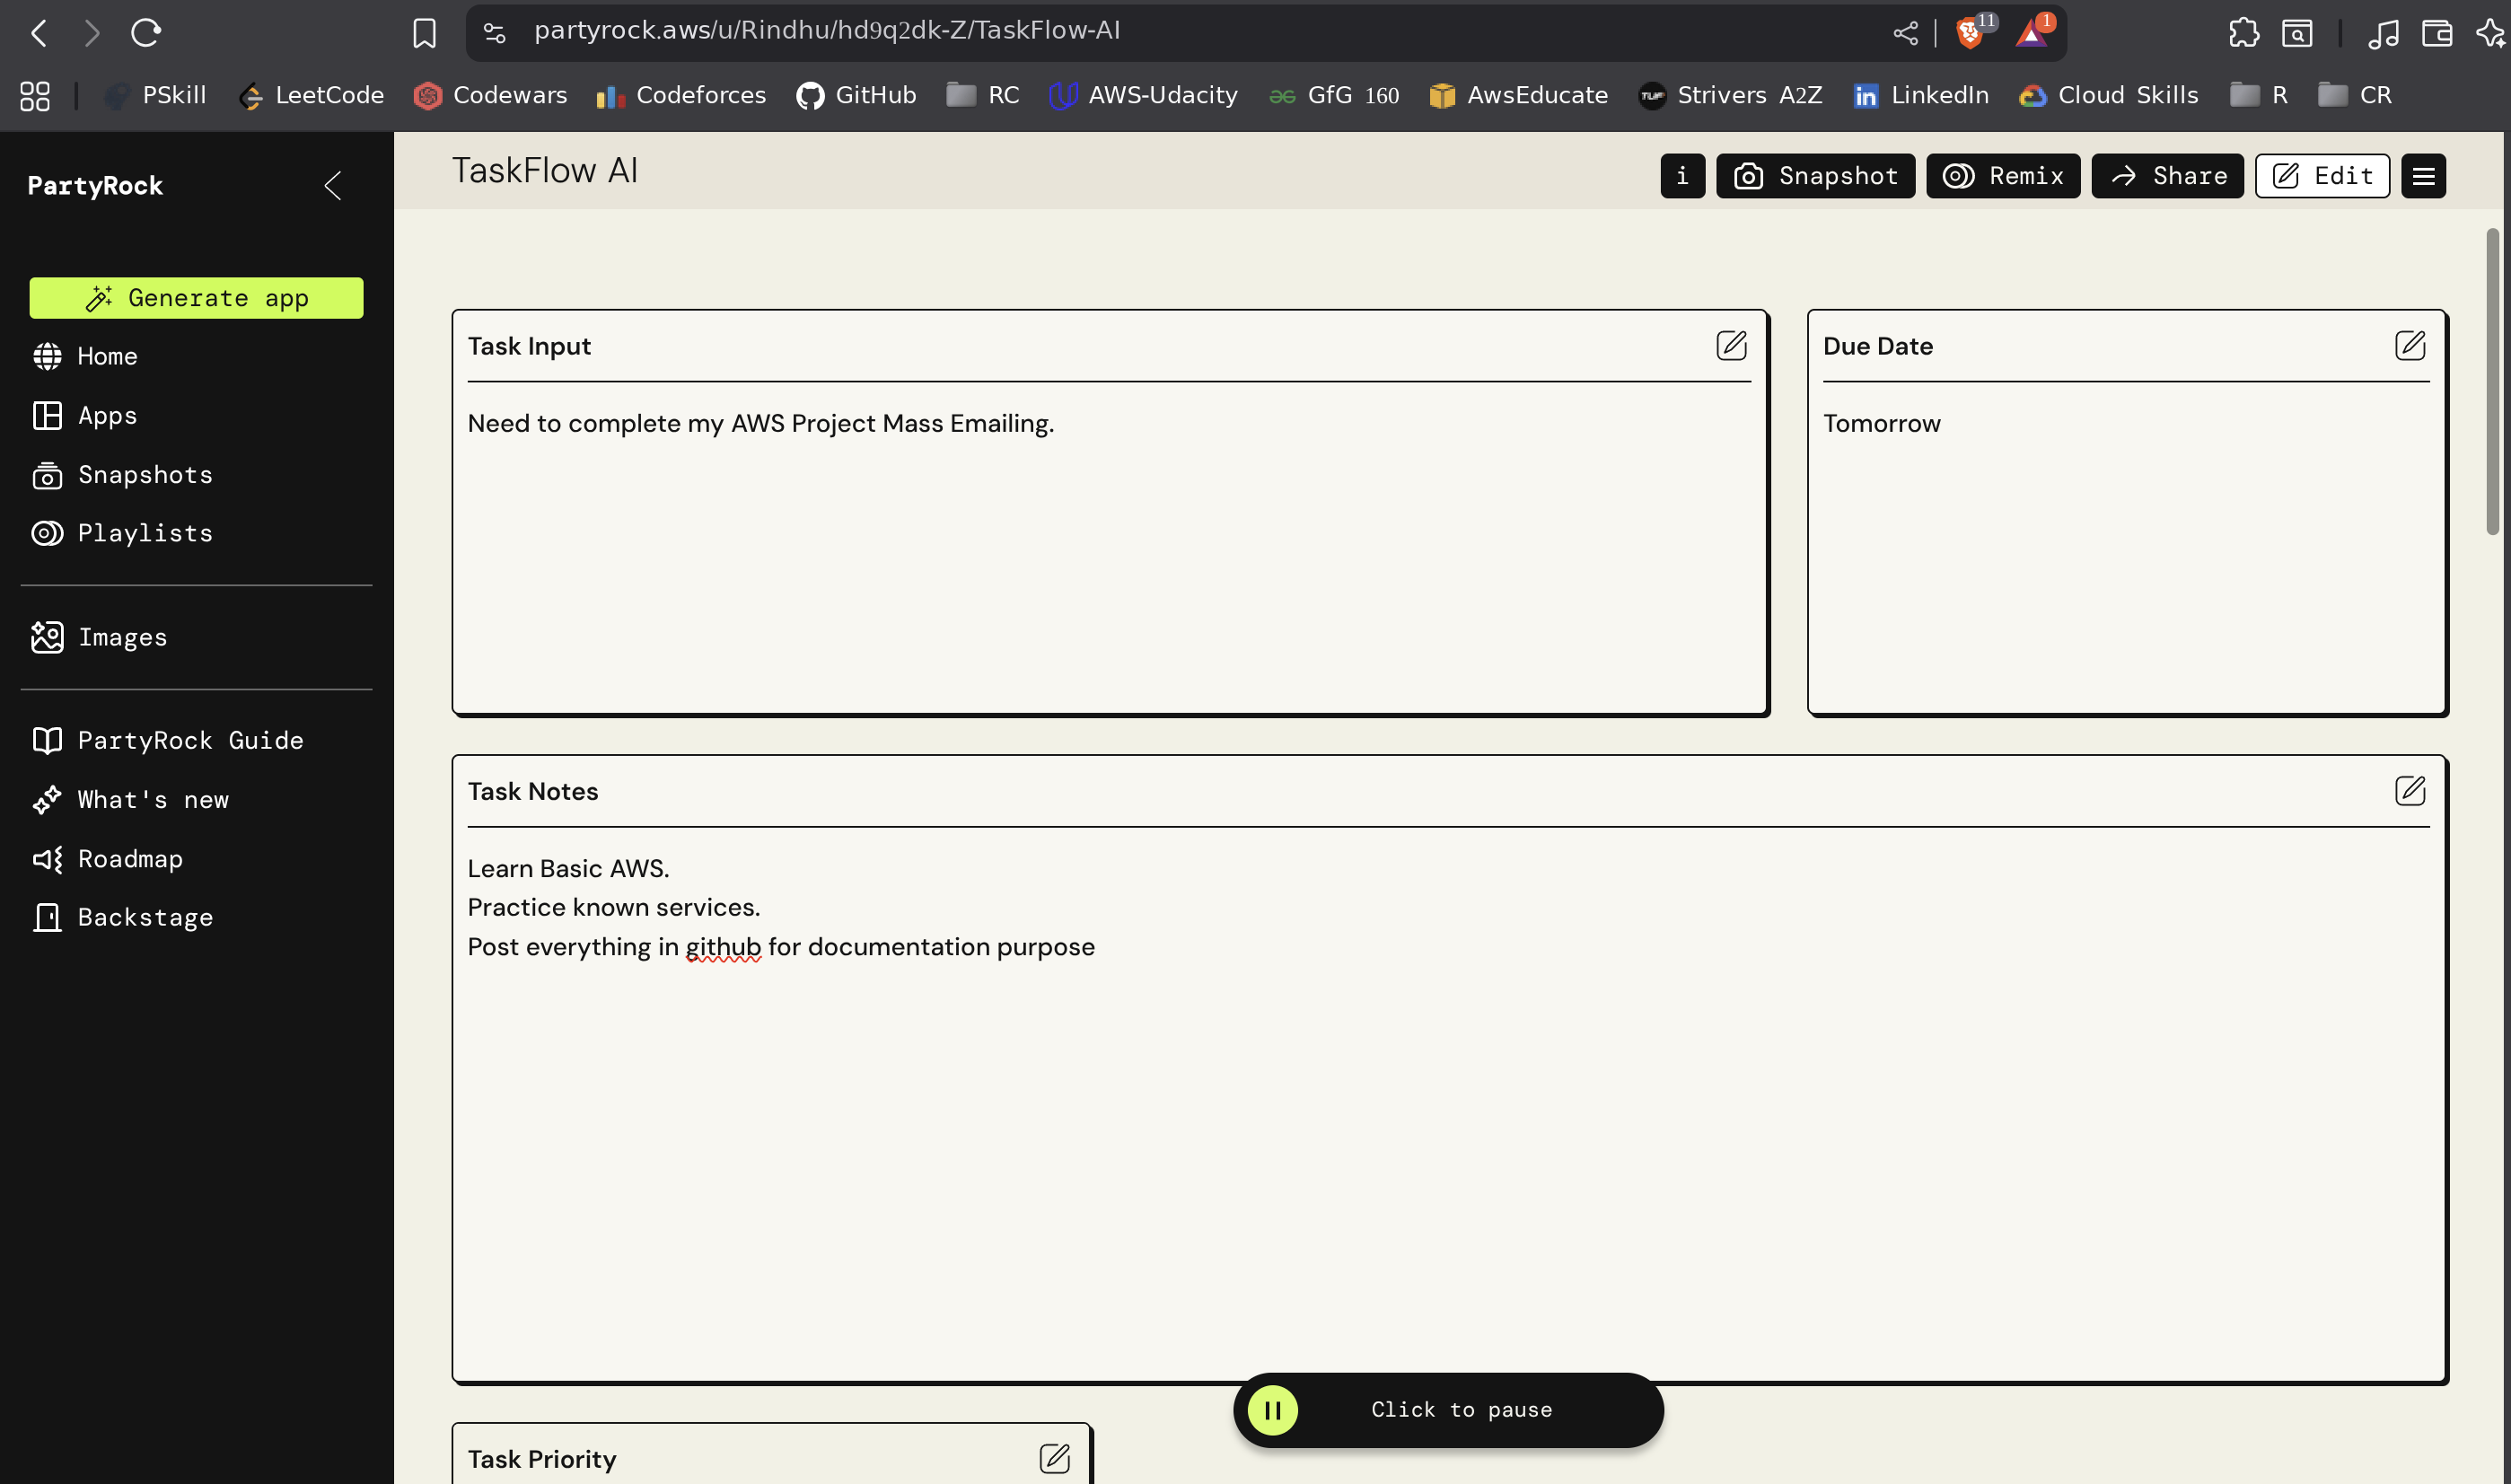 partyrock.aws/u/Rindhu/hd9q2dk-Z/TaskFlow-AI
11
1
PSkill
LeetCode
Codewars
Codeforces
GitHub
RC
AWS-Udacity
GfG 160
AwsEducate
TUF
Strivers A2Z
LinkedIn
Cloud Skills
R
CR
PartyRock
TaskFlow AI
i
Snapshot
Remix
Share
Edit
Generate app
Home
Apps
Snapshots
Playlists
Images
PartyRock Guide
What's new
Roadmap
Backstage
Task Input
Need to complete my AWS Project Mass Emailing.
Due Date
Tomorrow
Task Notes
Learn Basic AWS.
Practice known services.
Post everything in github for documentation purpose
Click to pause
Task Priority